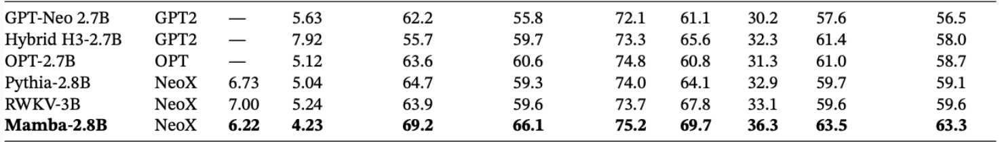 GPT-Neo 2.7B GPT2 — 5.63 62.2 55.8 72.1 61.1 30.2 57.6 56.5
Hybrid H3-2.7B GPT2 — 7.92 55.7 59.7 73.3 65.6 32.3 61.4 58.0
OPT-2.7B OPT — 5.12 63.6 60.6 74.8 60.8 31.3 61.0 58.7
Pythia-2.8B NeoX 6.73 5.04 64.7 59.3 74.0 64.1 32.9 59.7 59.1
RWKV-3B NeoX 7.00 5.24 63.9 59.6 73.7 67.8 33.1 59.6 59.6
Mamba-2.8B NeoX 6.22 4.23 69.2 66.1 75.2 69.7 36.3 63.5 63.3